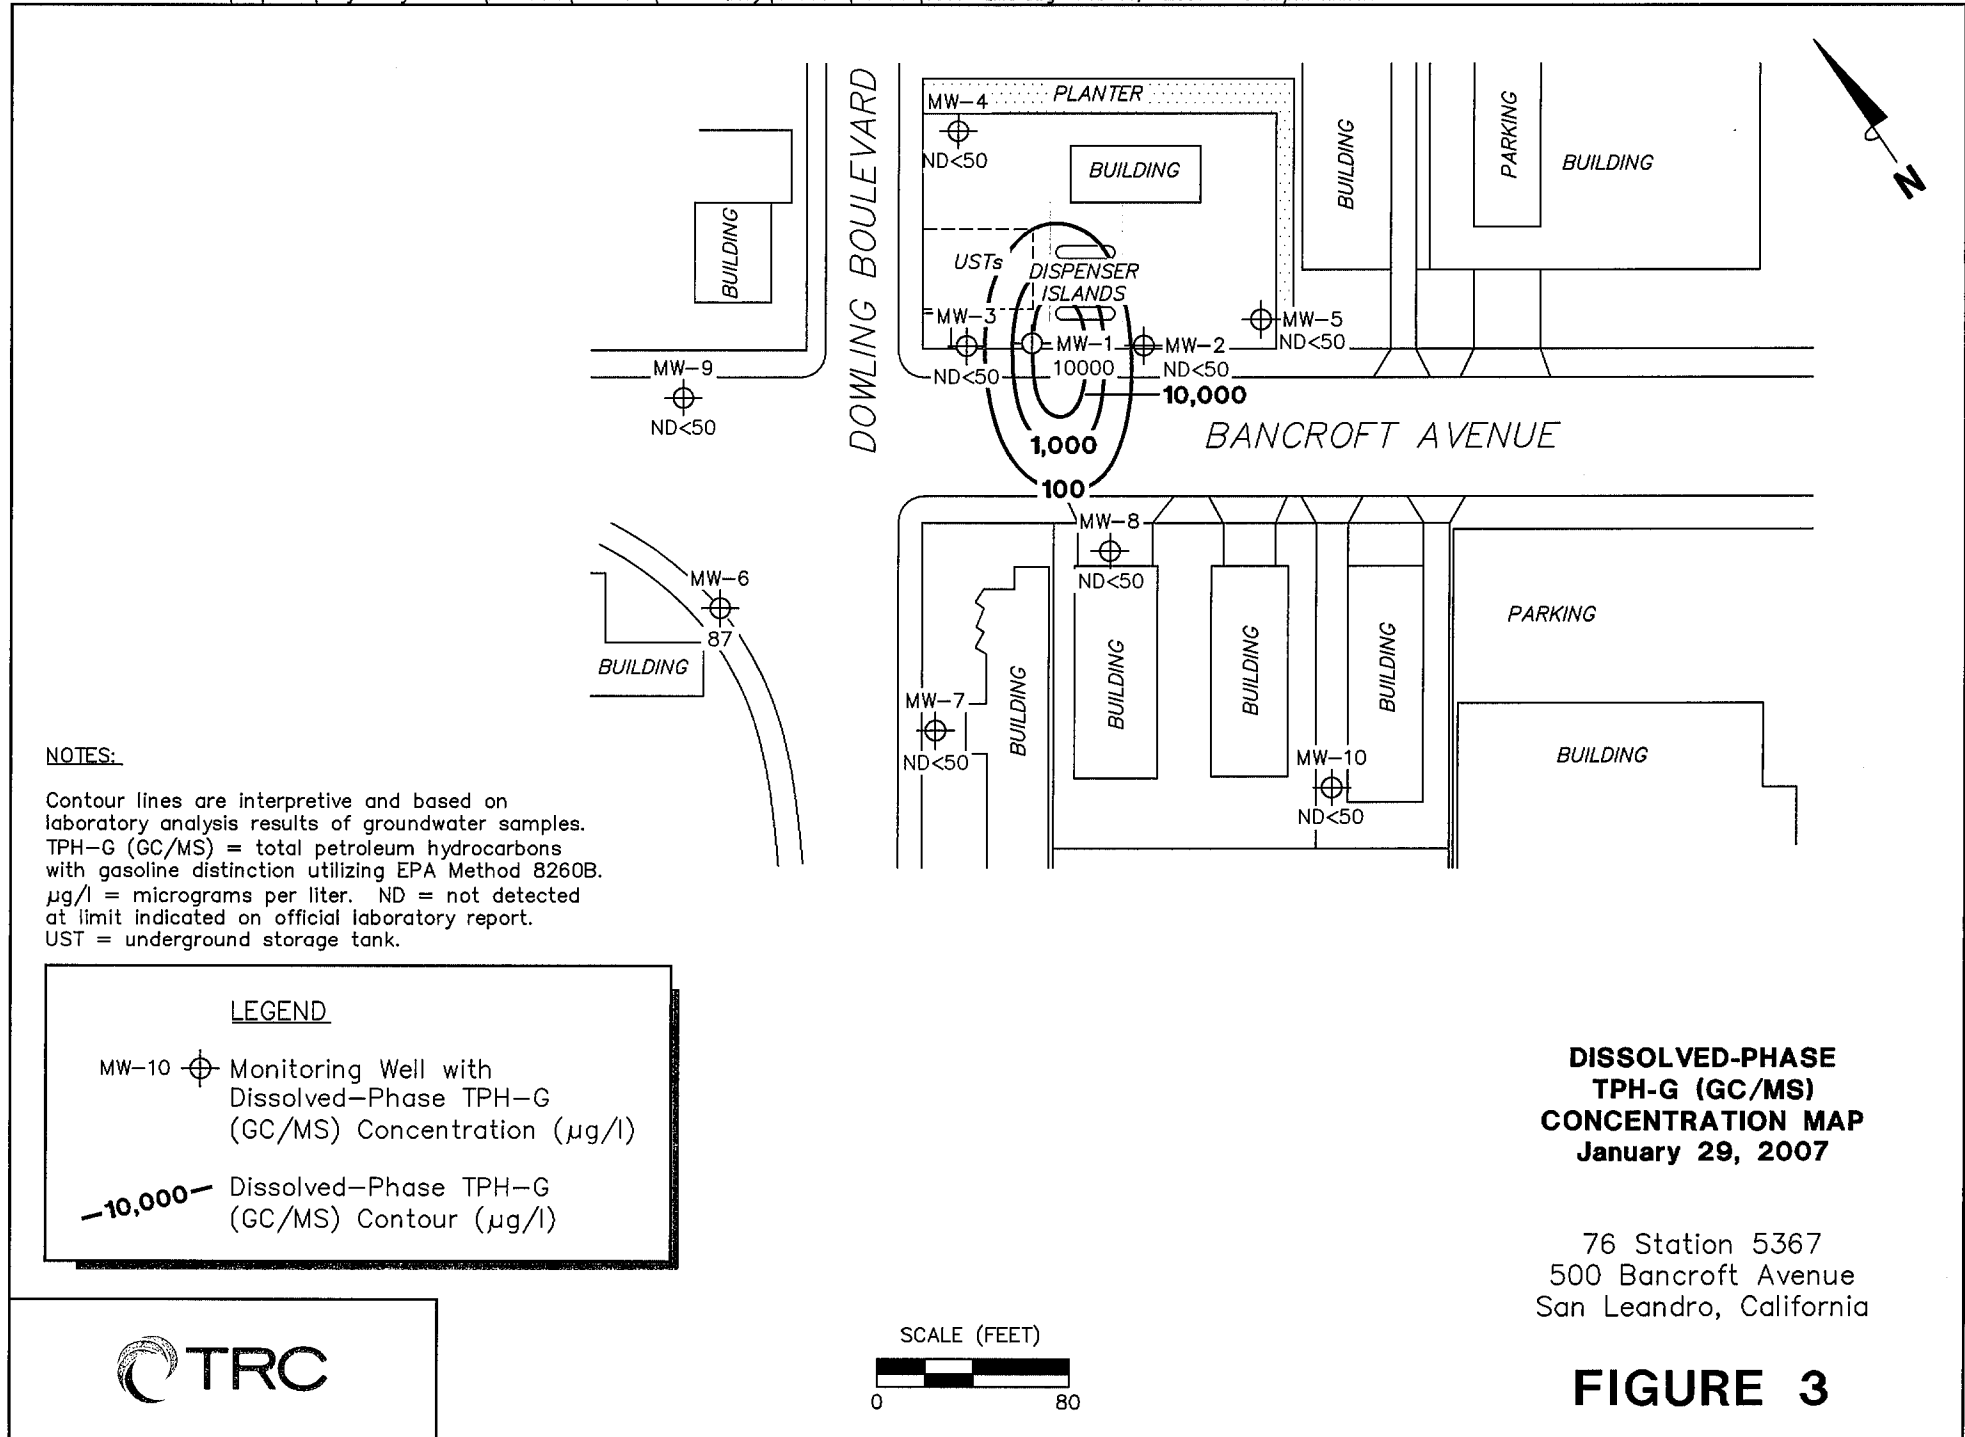 DOWLING BOULEVARD
MW-4
PLANTER
ND<50
BUILDING
BUILDING
PARKING
BUILDING
N
BUILDING
USTs
DISPENSER
ISLANDS
MW-3
MW-5
ND<50
MW-1
MW-2
10000
ND<50
ND<50
MW-9
ND<50
10,000
1,000
BANCROFT AVENUE
100
MW-8
ND<50
MW-6
87
BUILDING
PARKING
BUILDING
BUILDING
BUILDING
BUILDING
MW-7
ND<50
MW-10
ND<50
BUILDING
NOTES:
Contour lines are interpretive and based on
laboratory analysis results of groundwater samples.
TPH-G (GC/MS) = total petroleum hydrocarbons
with gasoline distinction utilizing EPA Method 8260B.
µg/l = micrograms per liter. ND = not detected
at limit indicated on official laboratory report.
UST = underground storage tank.
LEGEND
MW-10 Monitoring Well with
Dissolved-Phase TPH-G
(GC/MS) Concentration (µg/l)
10,000 Dissolved-Phase TPH-G
(GC/MS) Contour (µg/l)
DISSOLVED-PHASE
TPH-G (GC/MS)
CONCENTRATION MAP
January 29, 2007
76 Station 5367
500 Bancroft Avenue
San Leandro, California
TRC
SCALE (FEET)
0 80
FIGURE 3